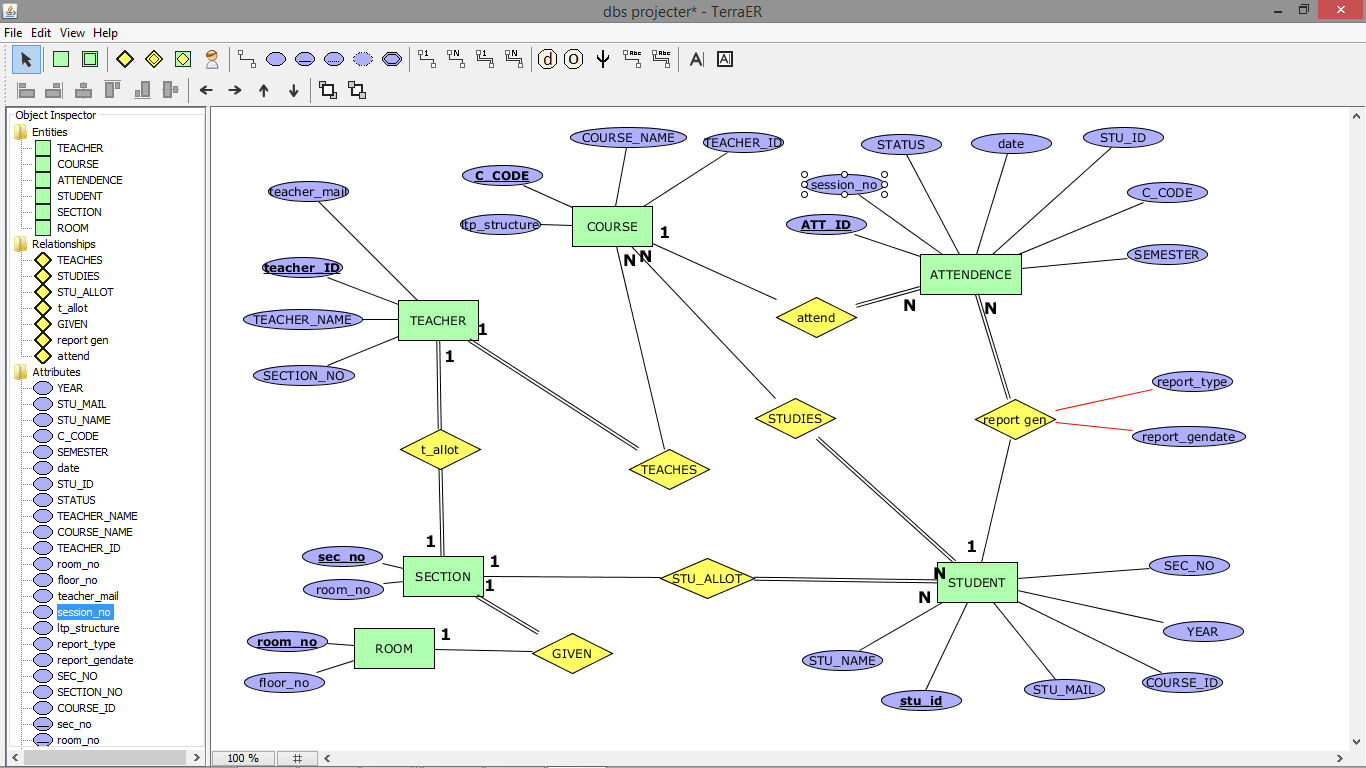 dbs projecter* - TerraER
File Edit View Help
1 N 1 N d o Abc Abc A A
Object Inspector
Entities
TEACHER
COURSE
ATTENDENCE
STUDENT
SECTION
ROOM
Relationships
TEACHES
STUDIES
STU_ALLOT
t_allot
GIVEN
report gen
attend
Attributes
YEAR
STU_MAIL
STU_NAME
C_CODE
SEMESTER
date
STU_ID
STATUS
TEACHER_NAME
COURSE_NAME
TEACHER_ID
room_no
floor_no
teacher_mail
session_no
ltp_structure
report_type
report_gendate
SEC_NO
SECTION_NO
COURSE_ID
sec_no
room_no
COURSE_NAME
TEACHER_ID
C_CODE
ltp_structure
COURSE
1
N
N
STATUS
date
STU_ID
session_no
C_CODE
ATT_ID
SEMESTER
ATTENDENCE
N
N
teacher_mail
teacher_ID
TEACHER_NAME
SECTION_NO
TEACHER
1
1
attend
STUDIES
report gen
report_type
report_gendate
t_allot
TEACHES
1
sec_no
room_no
SECTION
1
1
STU_ALLOT
1
N
N
STUDENT
SEC_NO
YEAR
COURSE_ID
STU_MAIL
stu_id
STU_NAME
room_no
floor_no
ROOM
1
GIVEN
100 %